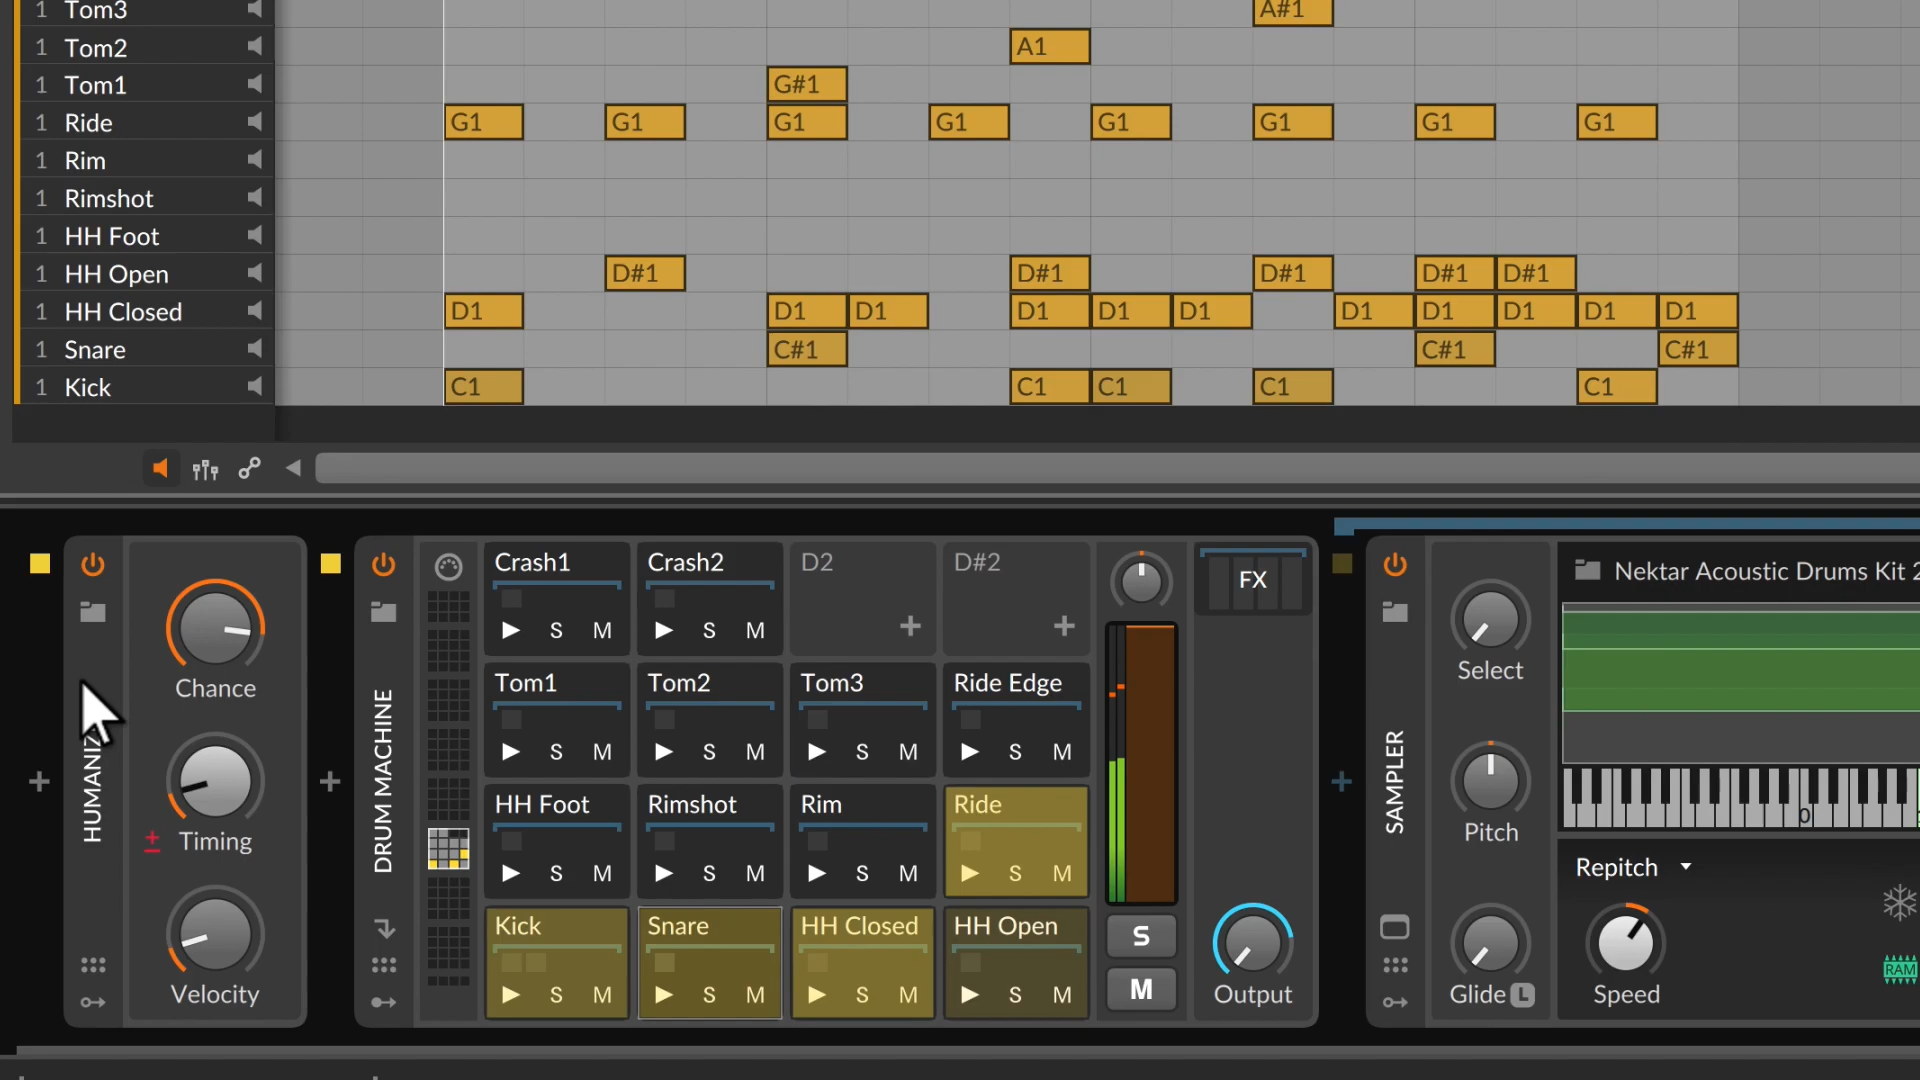 1 Tom3 A#1
1 Tom2 A1
1 Tom1 G#1
1 Ride G1 G1 G1 G1 G1 G1 G1 G1
1 Rim
1 Rimshot
1 HH Foot
1 HH Open D#1 D#1 D#1 D#1 D#1
1 HH Closed D1 D1 D1 D1 D1 D1 D1 D1 D1 D1 D1
1 Snare C#1 C#1 C#1
1 Kick C1 C1 C1 C1 C1
HUMANIZ
Chance
± Timing
Velocity
DRUM MACHINE
Crash1 Crash2 D2 D#2
S M S M
Tom1 Tom2 Tom3 Ride Edge
S M S M S M S M
HH Foot Rimshot Rim Ride
S M S M S M S M
Kick Snare HH Closed HH Open
S M S M S M S M
S
M
FX
Output
SAMPLER
Select
Pitch
Glide L
Nektar Acoustic Drums Kit 2
0
Repitch
Speed
RAM